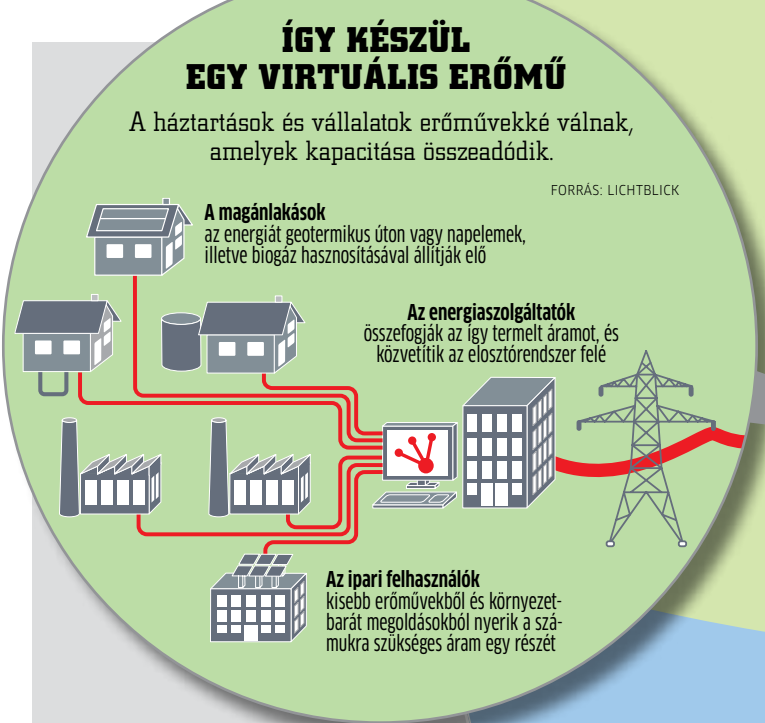 ÍGY KÉSZÜL
EGY VIRTUÁLIS ERŐMŰ
A háztartások és vállalatok erőművekké válnak,
amelyek kapacitása összeadódik.
FORRÁS: LICHTBLICK
A magánlakások
az energiát geotermikus úton vagy napelemek,
illetve biogáz hasznosításával állítják elő
Az energiaszolgáltatók
összefogják az így termelt áramot, és
közvetítik az elosztórendszer felé
Az ipari felhasználók
kisebb erőművekből és környezet-
barát megoldásokból nyerik a szá-
mukra szükséges áram egy részét